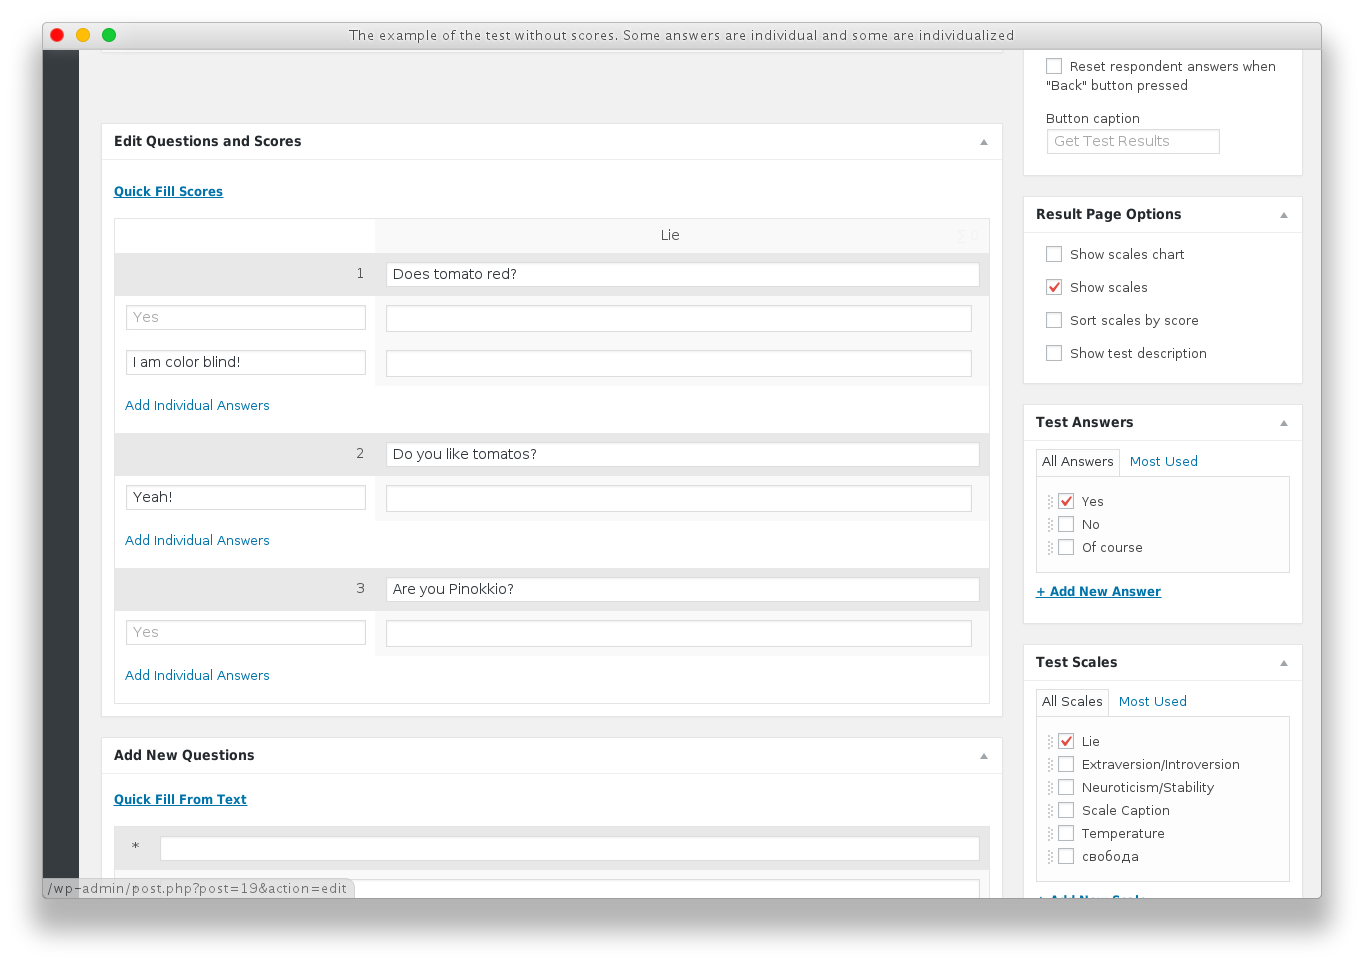 The example of the test without scores. Some answers are individual and some are individualized
Edit Questions and Scores
Quick Fill Scores
Lie
Σ0
1
Does tomato red?
Yes
I am color blind!
Add Individual Answers
2
Do you like tomatos?
Yeah!
Add Individual Answers
3
Are you Pinokkio?
Yes
Add Individual Answers
Add New Questions
Quick Fill From Text
*
/wp-admin/post.php?post=19&action=edit
Reset respondent answers when
"Back" button pressed
Button caption
Get Test Results
Result Page Options
Show scales chart
Show scales
Sort scales by score
Show test description
Test Answers
All Answers Most Used
Yes
No
Of course
+ Add New Answer
Test Scales
All Scales Most Used
Lie
Extraversion/Introversion
Neuroticism/Stability
Scale Caption
Temperature
свобода
+ Add New Scale